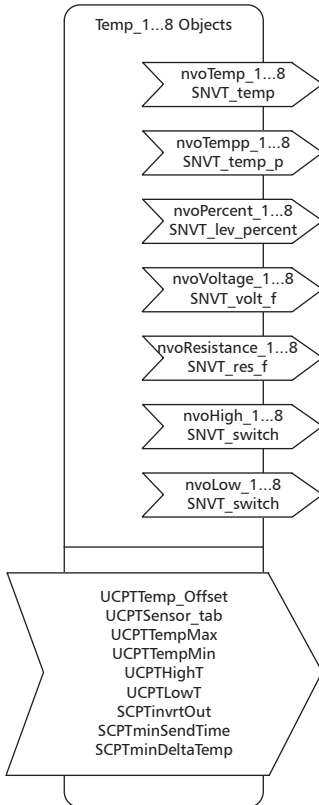 Temp_1...8 Objects
nvoTemp_1...8
SNVT_temp
nvoTempp_1...8
SNVT_temp_p
nvoPercent_1...8
SNVT_lev_percent
nvoVoltage_1...8
SNVT_volt_f
nvoResistance_1...8
SNVT_res_f
nvoHigh_1...8
SNVT_switch
nvoLow_1...8
SNVT_switch
UCPTTemp_Offset
UCPTSensor_tab
UCPTTempMax
UCPTTempMin
UCPTHighT
UCPTLowT
SCPTinvrtOut
SCPTminSendTime
SCPTminDeltaTemp